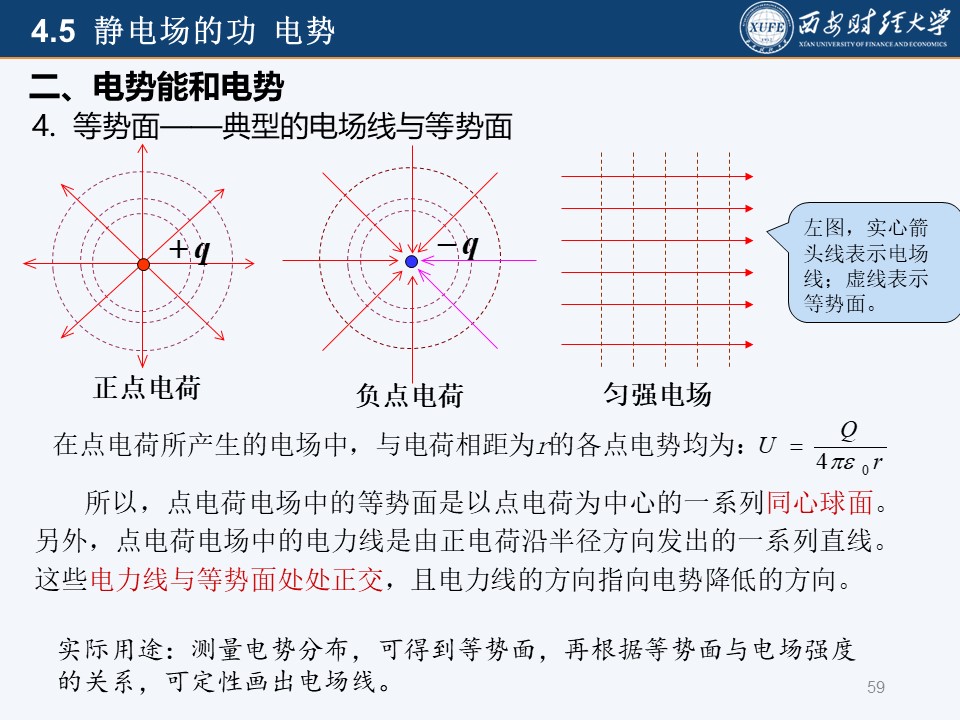 4.5 静电场的功 电势
XUFE
西安财经大学
XI'AN UNIVERSITY OF FINANCE AND ECONOMICS
二、电势能和电势
4. 等势面——典型的电场线与等势面
+q
−q
左图，实心箭
头线表示电场
线；虚线表示
等势面。
正点电荷
负点电荷
匀强电场
在点电荷所产生的电场中，与电荷相距为r的各点电势均为：U = Q / 4πε₀r
所以，点电荷电场中的等势面是以点电荷为中心的一系列同心球面。
另外，点电荷电场中的电力线是由正电荷沿半径方向发出的一系列直线。
这些电力线与等势面处处正交，且电力线的方向指向电势降低的方向。
实际用途：测量电势分布，可得到等势面，再根据等势面与电场强度
的关系，可定性画出电场线。
59